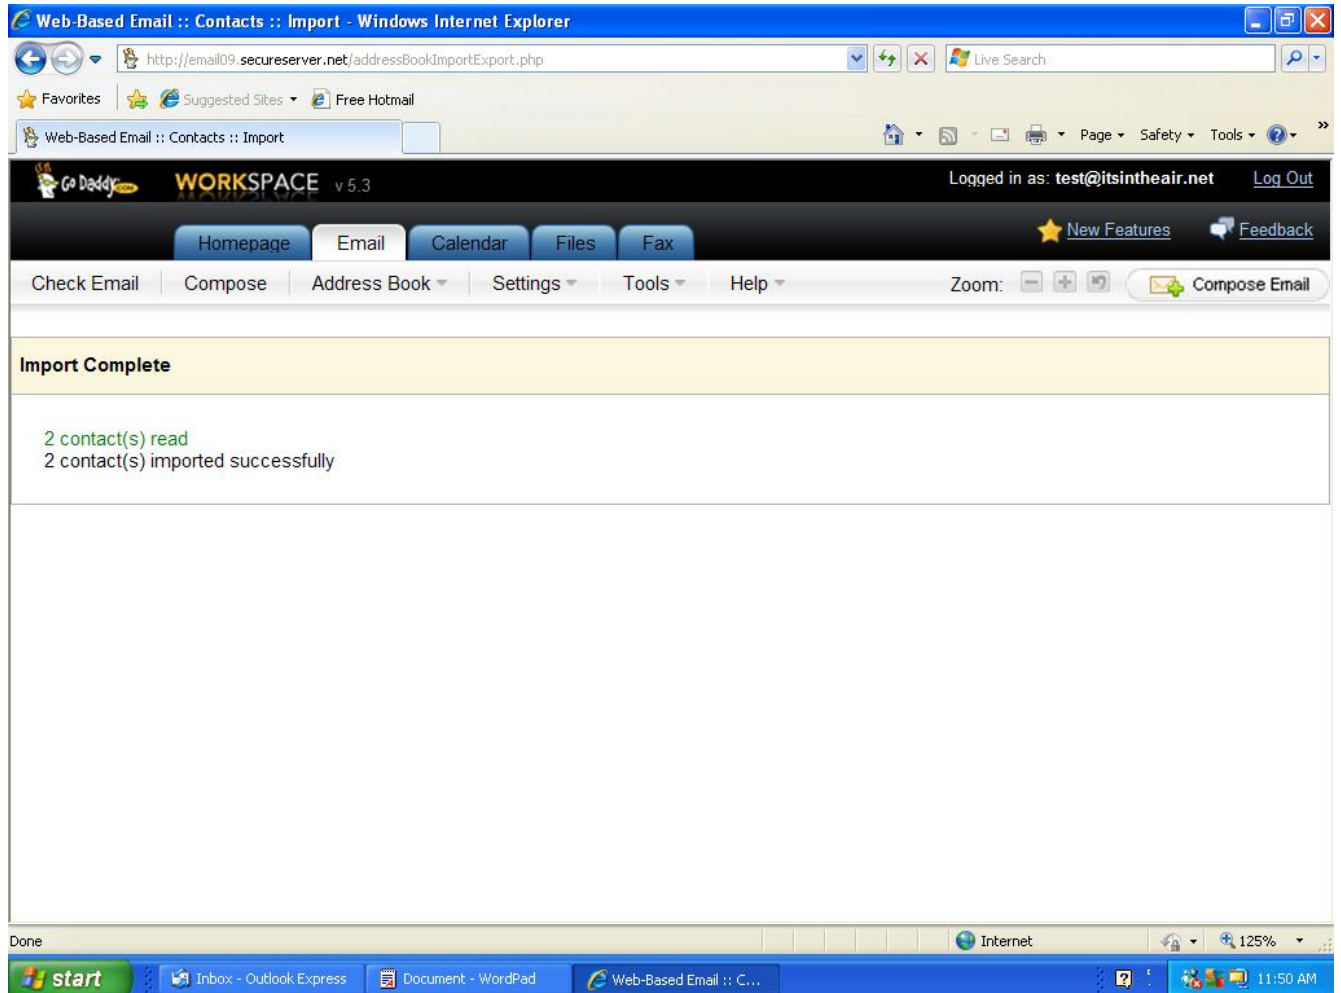 Web-Based Email :: Contacts :: Import - Windows Internet Explorer
http://email09.secureserver.net/addressBookImportExport.php
Live Search
Favorites Suggested Sites Free Hotmail
Web-Based Email :: Contacts :: Import
Page Safety Tools »
Go Daddy.com WORKSPACE v 5.3 Logged in as: test@itsintheair.net Log Out
Homepage Email Calendar Files Fax New Features Feedback
Check Email Compose Address Book Settings Tools Help Zoom: Compose Email
Import Complete
2 contact(s) read
2 contact(s) imported successfully
Done Internet 125%
start Inbox - Outlook Express Document - WordPad Web-Based Email :: C... 11:50 AM